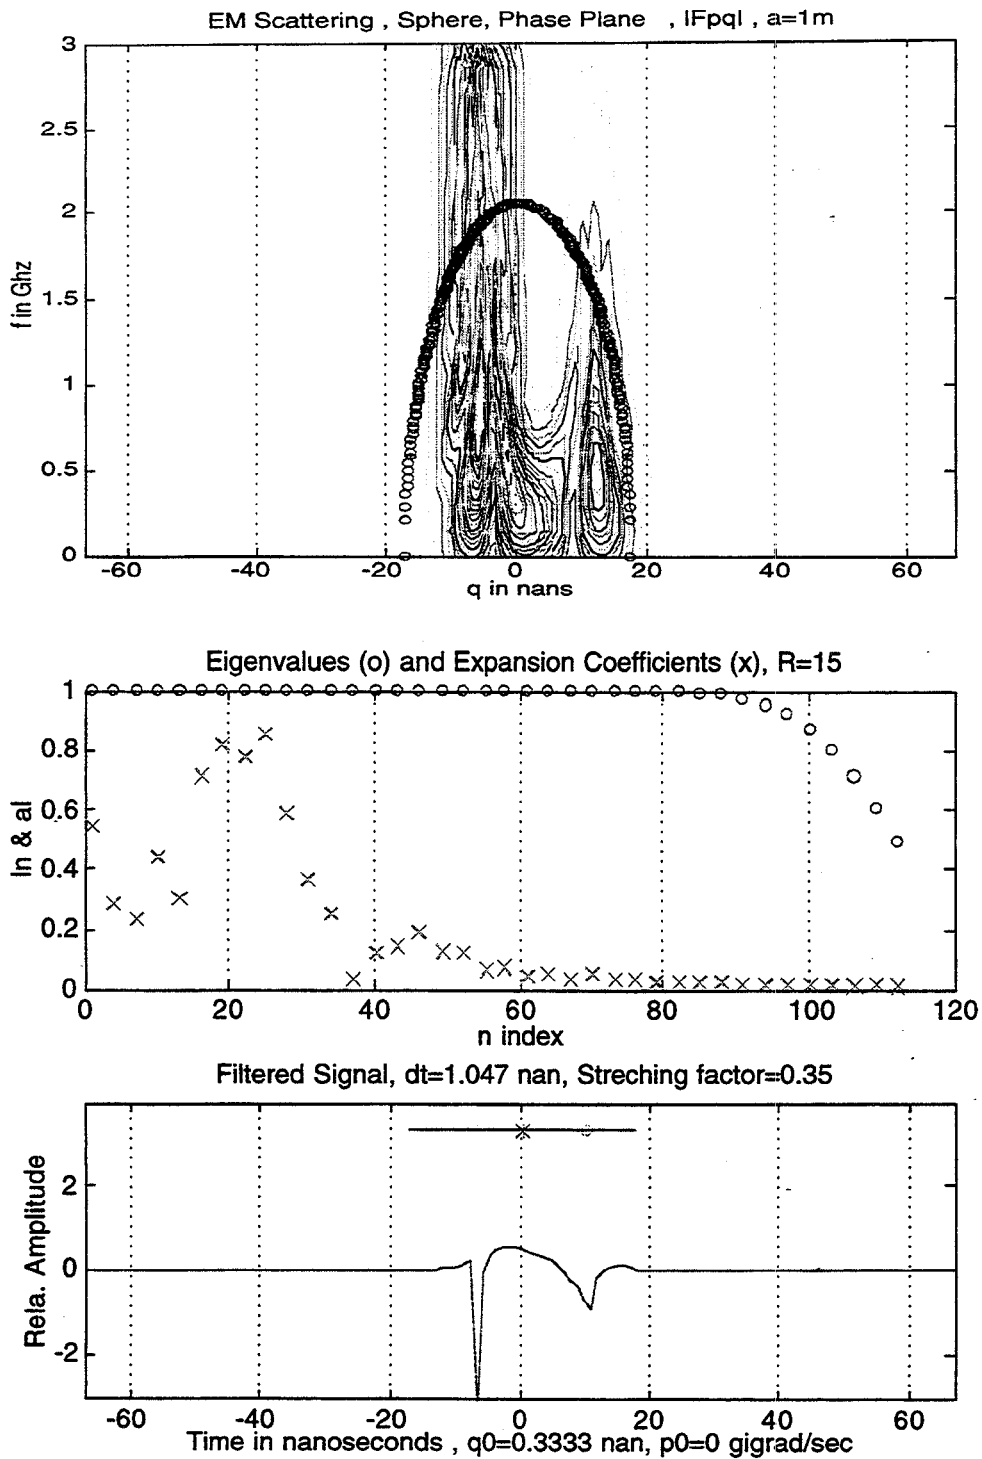 EM Scattering , Sphere, Phase Plane , lFpql , a=1m
3
2.5
2
1.5
1
0.5
0
f in Ghz
-60 -40 -20 0 20 40 60
q in nans
Eigenvalues (o) and Expansion Coefficients (x), R=15
1
0.8
0.6
0.4
0.2
0
ln & al
0 20 40 60 80 100 120
n index
Filtered Signal, dt=1.047 nan, Streching factor=0.35
2
0
-2
Rela. Amplitude
-60 -40 -20 0 20 40 60
Time in nanoseconds , q0=0.3333 nan, p0=0 gigrad/sec